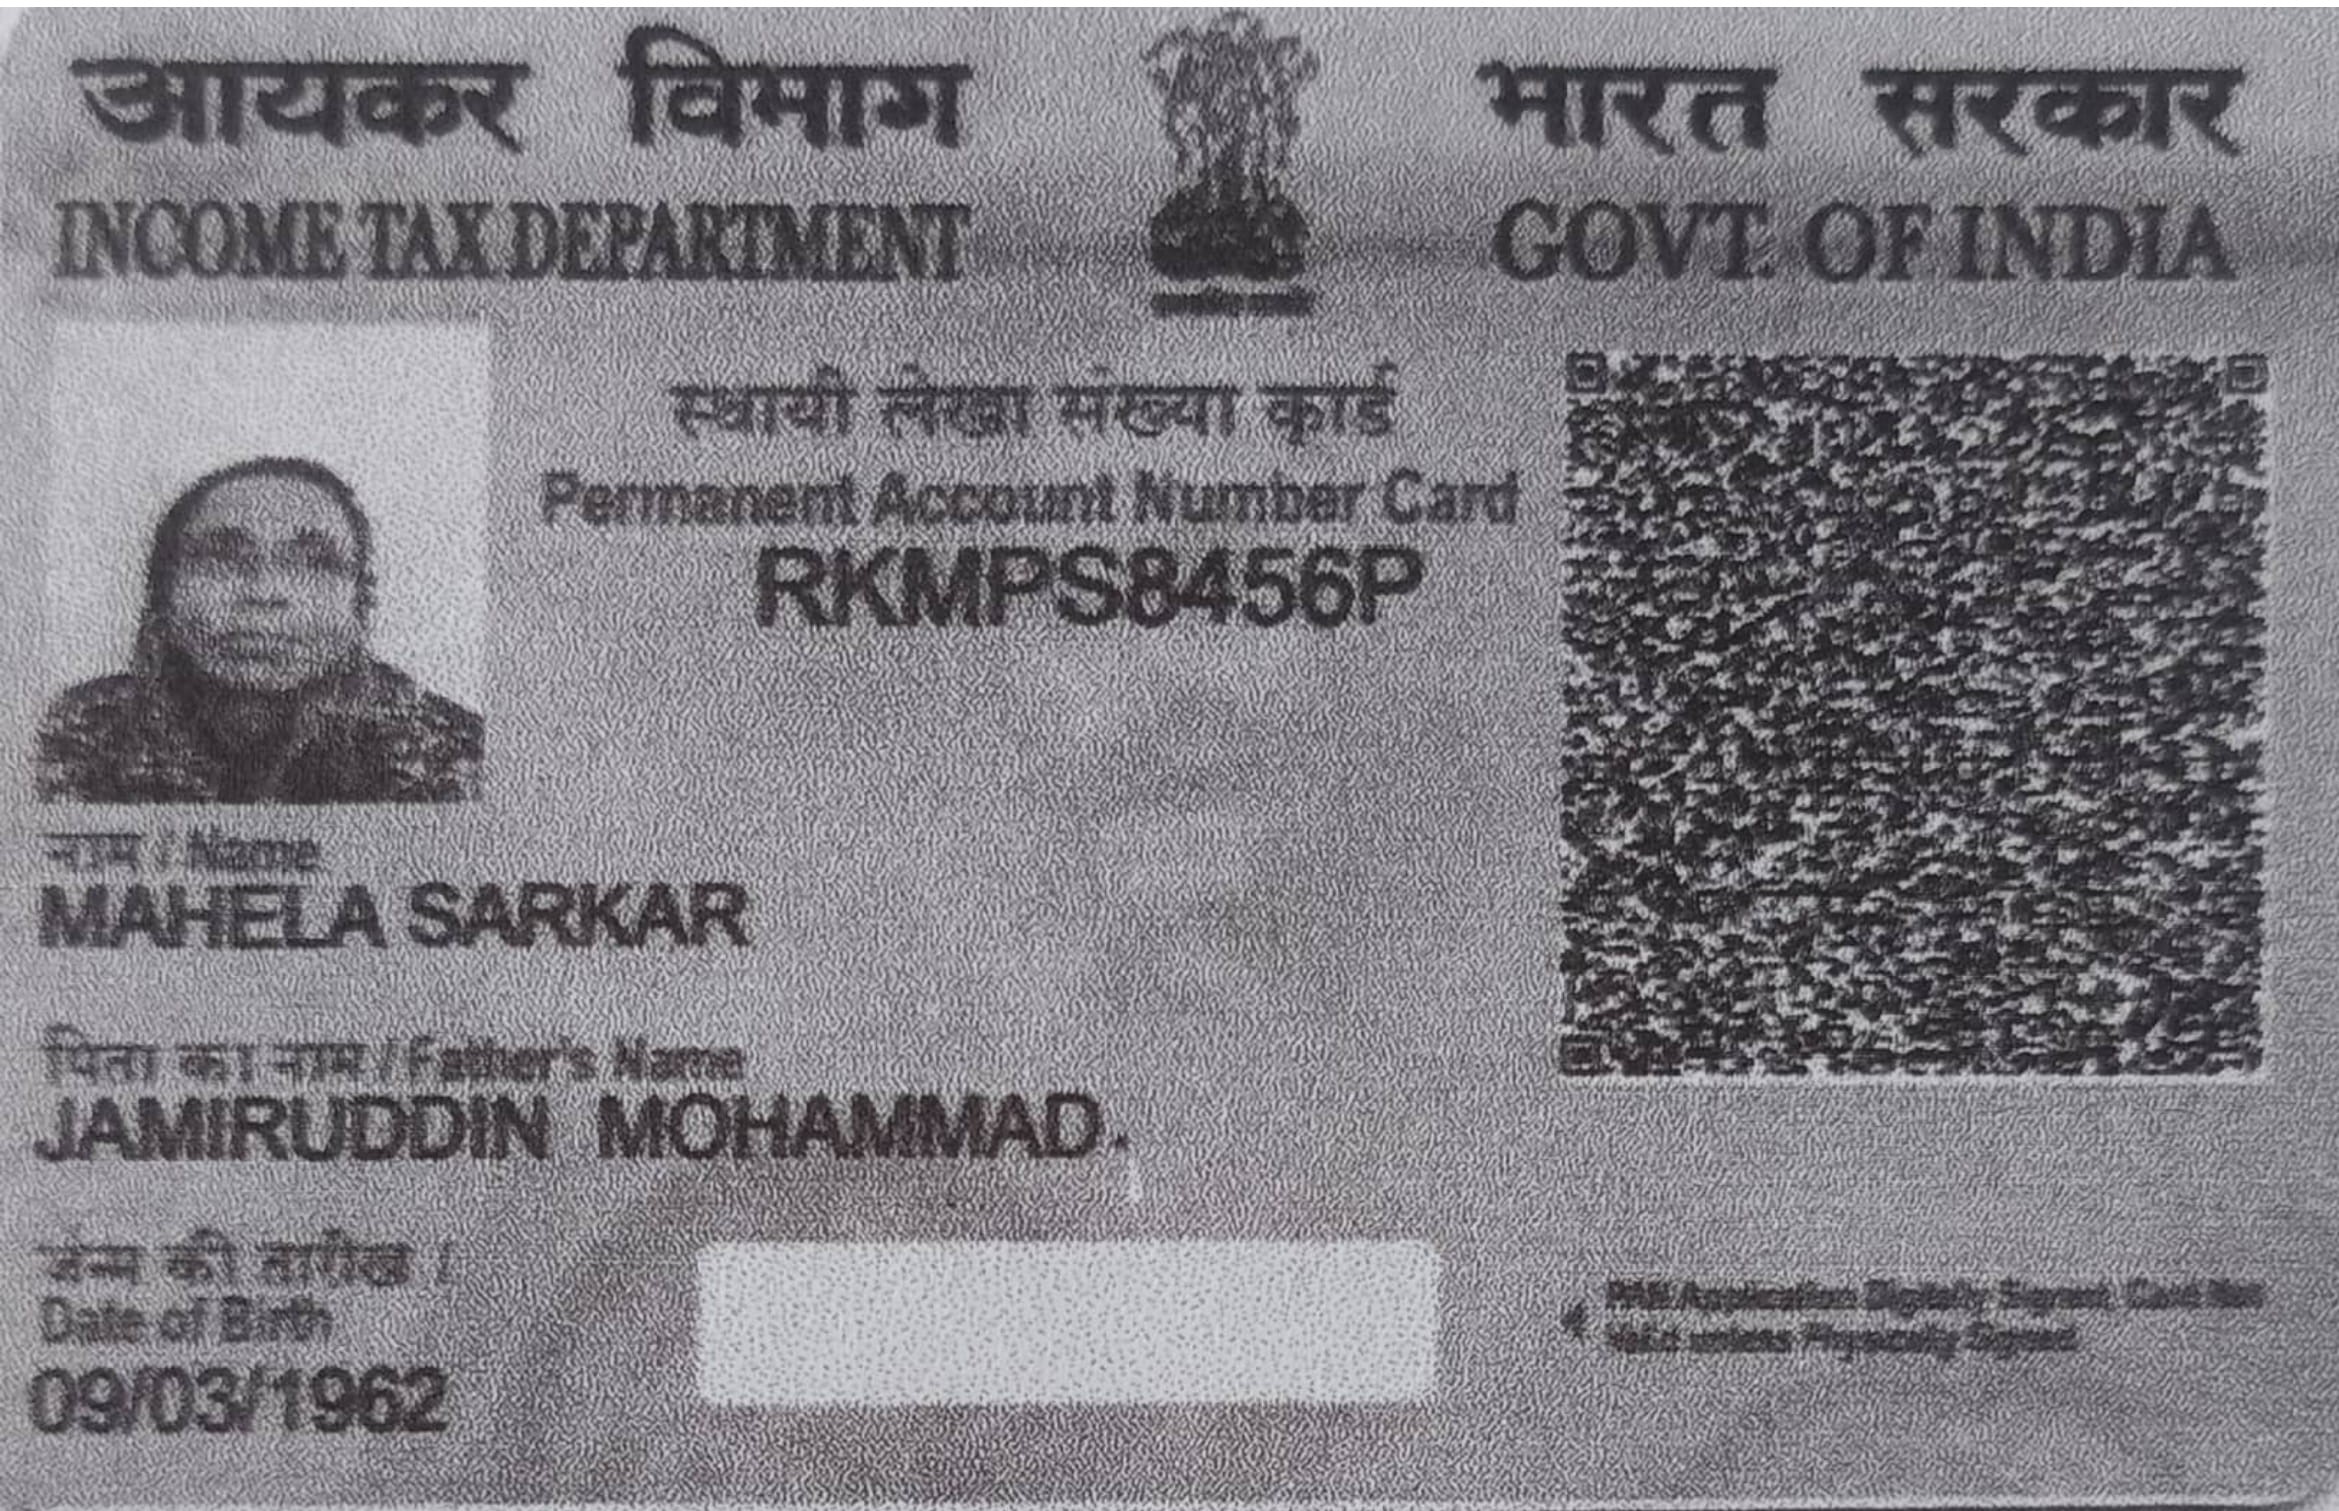 आयकर विभाग
INCOME TAX DEPARTMENT
भारत सरकार
GOVT. OF INDIA
स्थायी लेखा संख्या कार्ड
Permanent Account Number Card
RKMPS8456P
नाम / Name
MAHELA SARKAR
पिता का नाम / Father's Name
JAMIRUDDIN MOHAMMAD.
जन्म की तारीख /
Date of Birth
09/03/1962
PAN Application Digitally Signed, Card Not
Valid unless Physically Signed